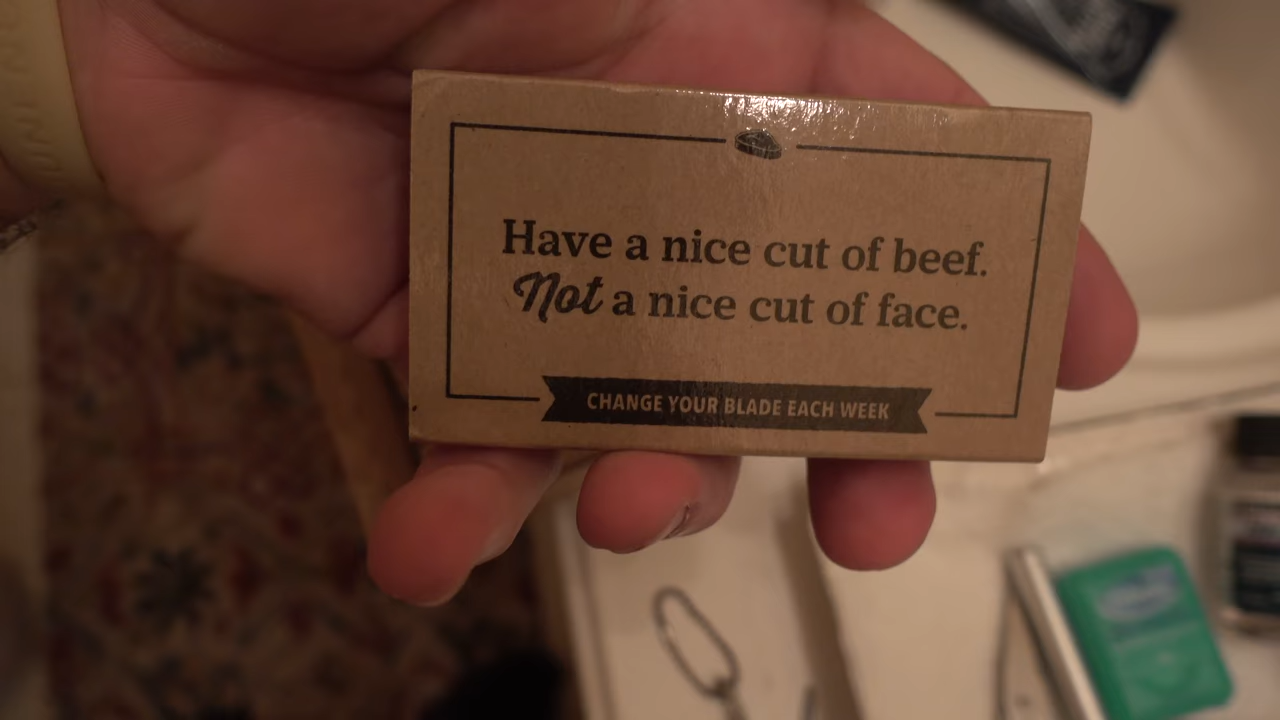 Have a nice cut of beef.
Not a nice cut of face.
CHANGE YOUR BLADE EACH WEEK